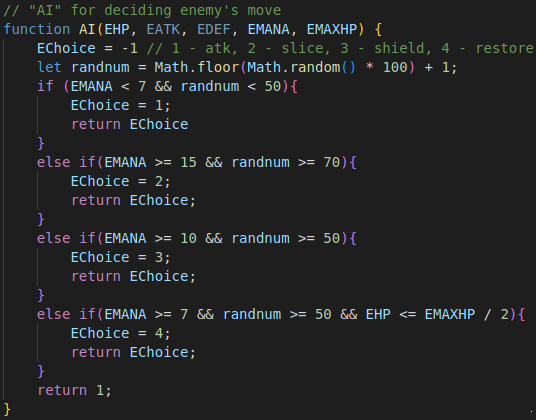 // "AI" for deciding enemy's move
function AI(EHP, EATK, EDEF, EMANA, EMAXHP) {
    EChoice = -1 // 1 - atk, 2 - slice, 3 - shield, 4 - restore
    let randnum = Math.floor(Math.random() * 100) + 1;
    if (EMANA < 7 && randnum < 50){
        EChoice = 1;
        return EChoice
    }
    else if(EMANA >= 15 && randnum >= 70){
        EChoice = 2;
        return EChoice;
    }
    else if(EMANA >= 10 && randnum >= 50){
        EChoice = 3;
        return EChoice;
    }
    else if(EMANA >= 7 && randnum >= 50 && EHP <= EMAXHP / 2){
        EChoice = 4;
        return EChoice;
    }
    return 1;
}